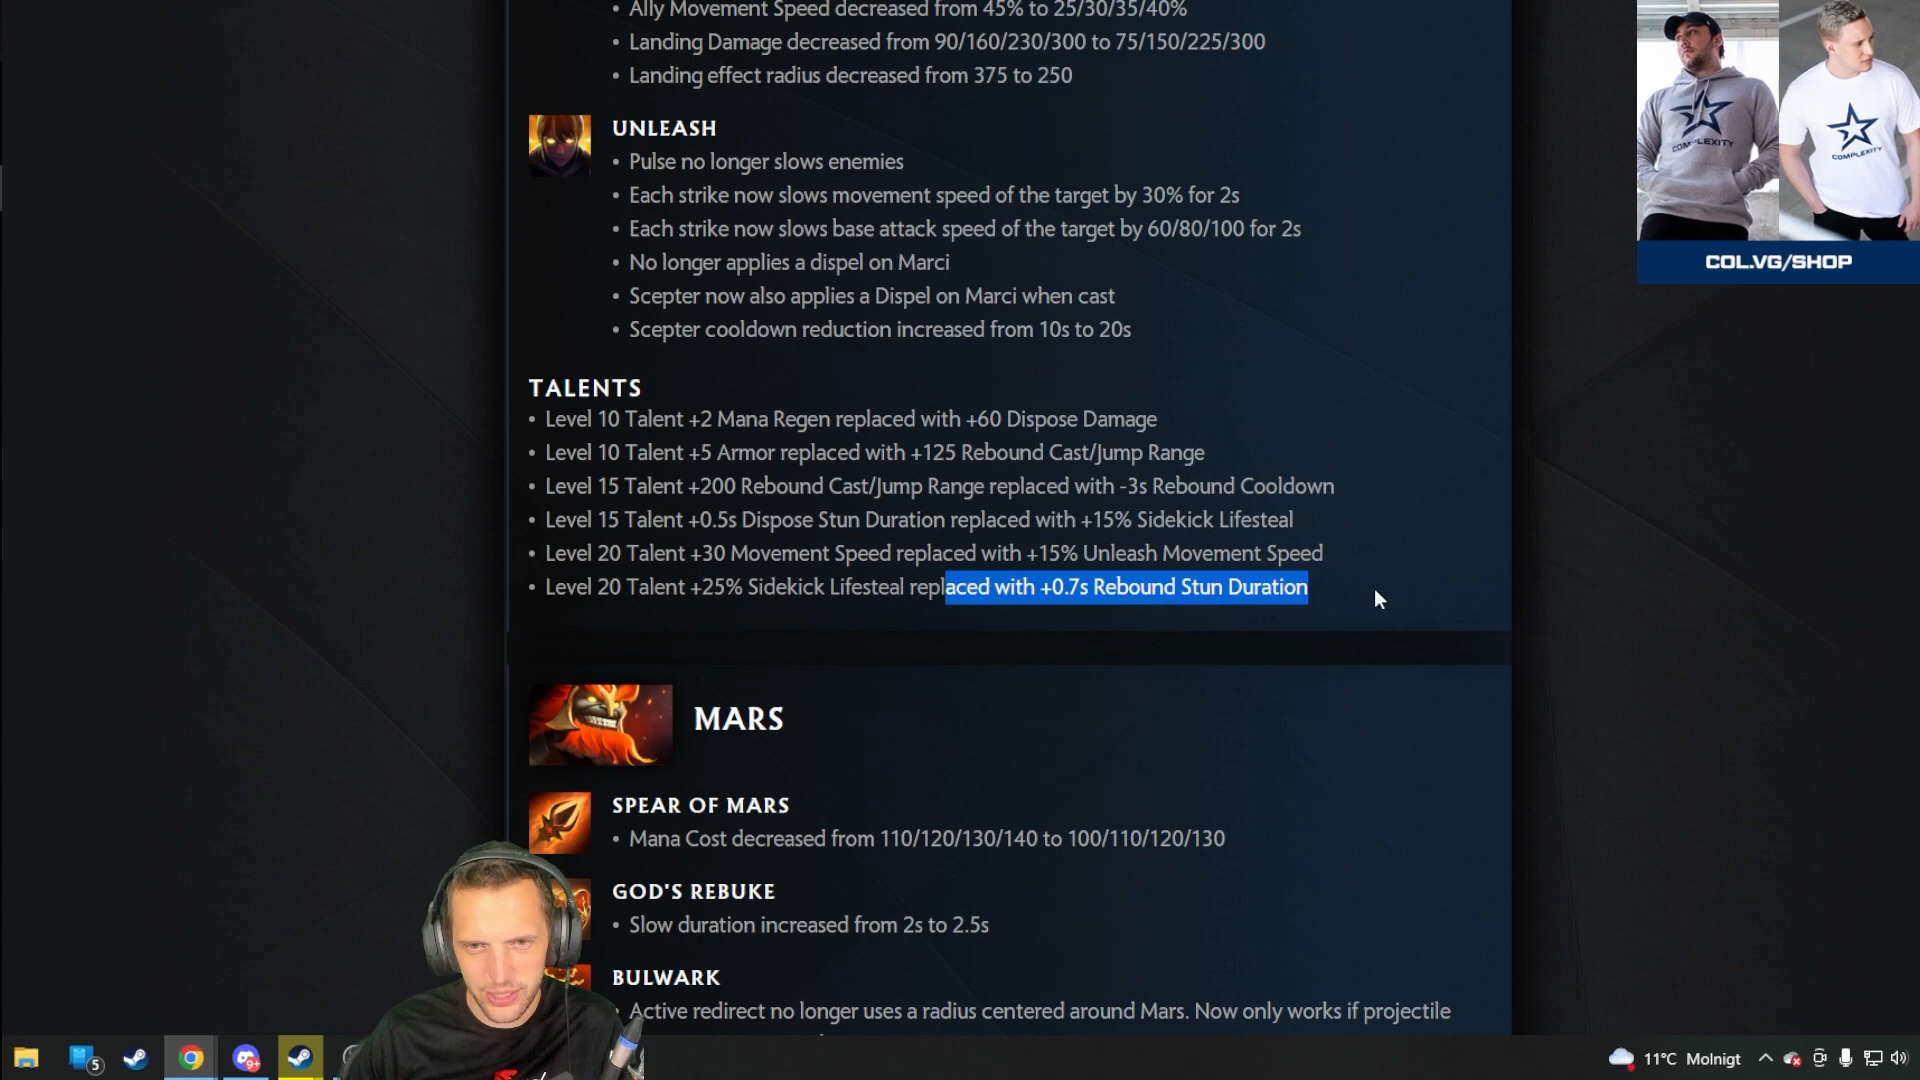 Ally Movement Speed decreased from 45% to 25/30/35/40%
• Landing Damage decreased from 90/160/230/300 to 75/150/225/300
• Landing effect radius decreased from 375 to 250
UNLEASH
• Pulse no longer slows enemies
• Each strike now slows movement speed of the target by 30% for 2s
• Each strike now slows base attack speed of the target by 60/80/100 for 2s
• No longer applies a dispel on Marci
• Scepter now also applies a Dispel on Marci when cast
• Scepter cooldown reduction increased from 10s to 20s
TALENTS
• Level 10 Talent +2 Mana Regen replaced with +60 Dispose Damage
• Level 10 Talent +5 Armor replaced with +125 Rebound Cast/Jump Range
• Level 15 Talent +200 Rebound Cast/Jump Range replaced with -3s Rebound Cooldown
• Level 15 Talent +0.5s Dispose Stun Duration replaced with +15% Sidekick Lifesteal
• Level 20 Talent +30 Movement Speed replaced with +15% Unleash Movement Speed
• Level 20 Talent +25% Sidekick Lifesteal replaced with +0.7s Rebound Stun Duration
MARS
SPEAR OF MARS
• Mana Cost decreased from 110/120/130/140 to 100/110/120/130
GOD'S REBUKE
• Slow duration increased from 2s to 2.5s
BULWARK
• Active redirect no longer uses a radius centered around Mars. Now only works if projectile
COMPLEXITY
COMPLEXITY
COL.VG/SHOP
5
9+
11°C Molnigt